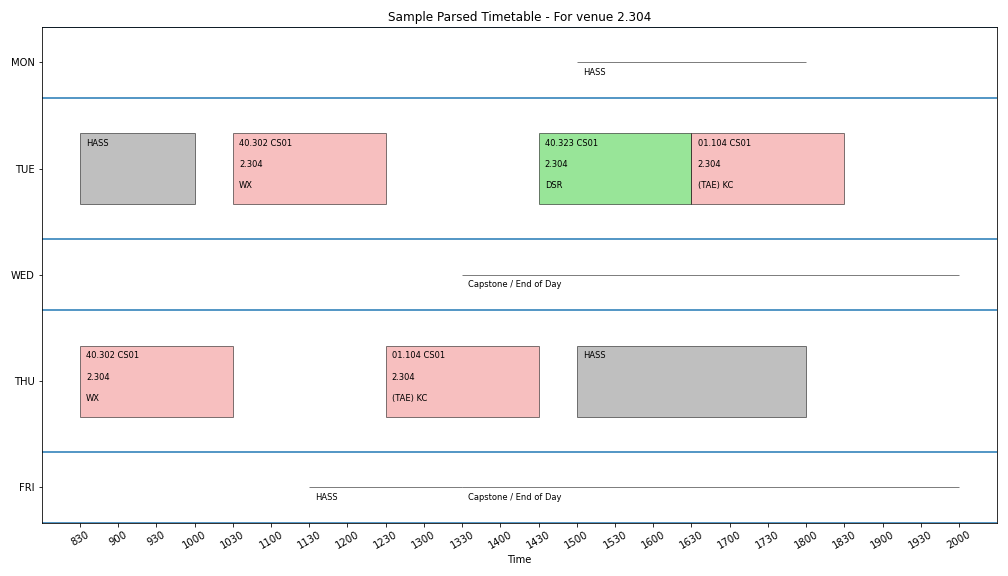 Sample Parsed Timetable - For venue 2.304
MON
HASS
TUE
HASS
40.302 CS01
2.304
WX
40.323 CS01
2.304
DSR
01.104 CS01
2.304
(TAE) KC
WED
Capstone / End of Day
THU
40.302 CS01
2.304
WX
01.104 CS01
2.304
(TAE) KC
HASS
FRI
HASS
Capstone / End of Day
830 900 930 1000 1030 1100 1130 1200 1230 1300 1330 1400 1430 1500 1530 1600 1630 1700 1730 1800 1830 1900 1930 2000
Time